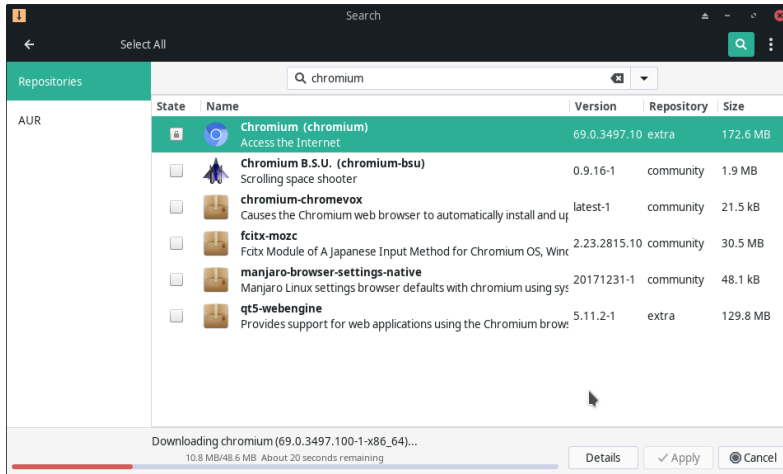 Search
Select All
Repositories
AUR
chromium
State Name Version Repository Size
Chromium (chromium)
Access the Internet
69.0.3497.10 extra 172.6 MB
Chromium B.S.U. (chromium-bsu)
Scrolling space shooter
0.9.16-1 community 1.9 MB
chromium-chromevox
Causes the Chromium web browser to automatically install and up
latest-1 community 21.5 kB
fcitx-mozc
Fcitx Module of A Japanese Input Method for Chromium OS, Winc
2.23.2815.10 community 30.5 MB
manjaro-browser-settings-native
Manjaro Linux settings browser defaults with chromium using sys
20171231-1 community 48.1 kB
qt5-webengine
Provides support for web applications using the Chromium brows
5.11.2-1 extra 129.8 MB
Downloading chromium (69.0.3497.100-1-x86_64)...
10.8 MB/48.6 MB About 20 seconds remaining
Details Apply Cancel